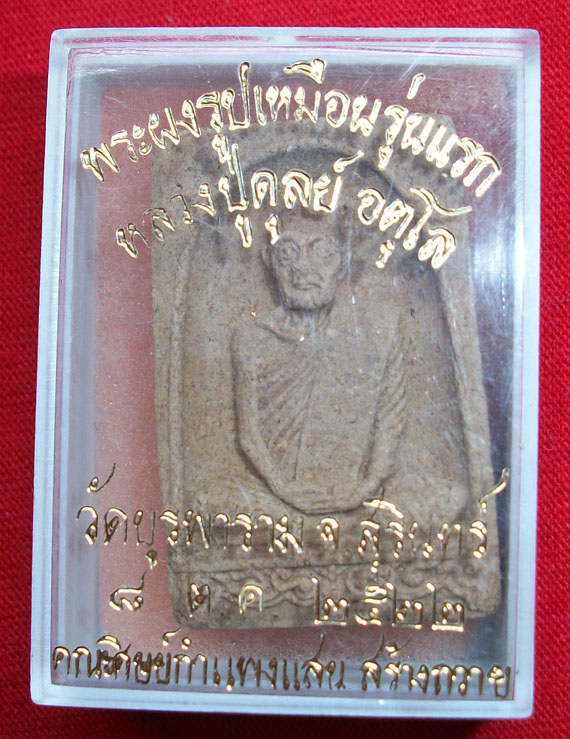 พระผงรูปเหมือนรุ่นแรก
หลวงปู่ดุลย์ อตุโล
วัดบูรพาราม จ สุรินทร์
๔ ต ค ๒๕๒๒
คณะศิษย์กำแพงแสน สร้างถวาย